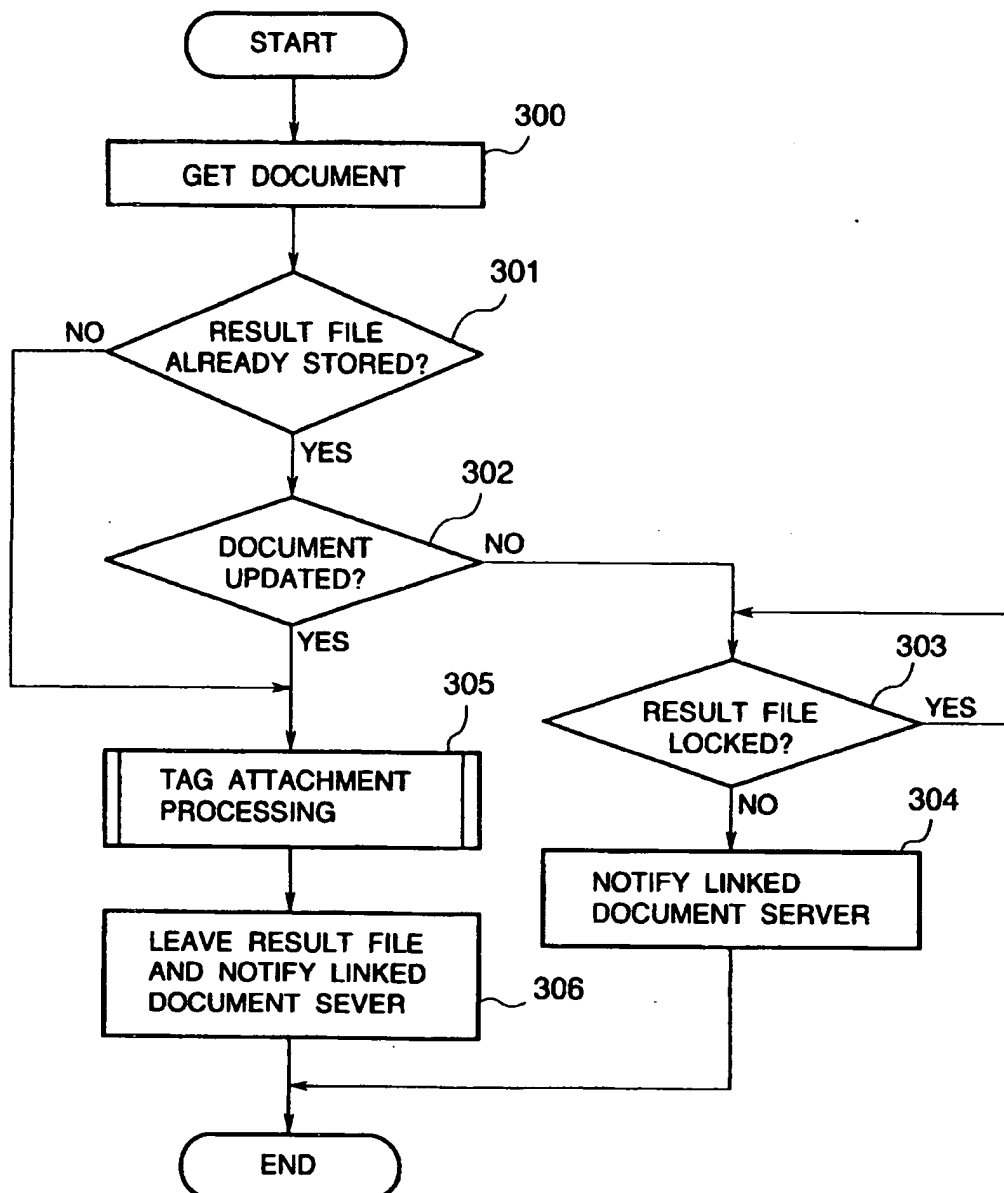 START
300
GET DOCUMENT
301
NO
RESULT FILE
ALREADY STORED?
YES
302
DOCUMENT
UPDATED?
NO
YES
303
RESULT FILE
LOCKED?
YES
NO
305
TAG ATTACHMENT
PROCESSING
304
NOTIFY LINKED
DOCUMENT SERVER
LEAVE RESULT FILE
AND NOTIFY LINKED
DOCUMENT SEVER
306
END